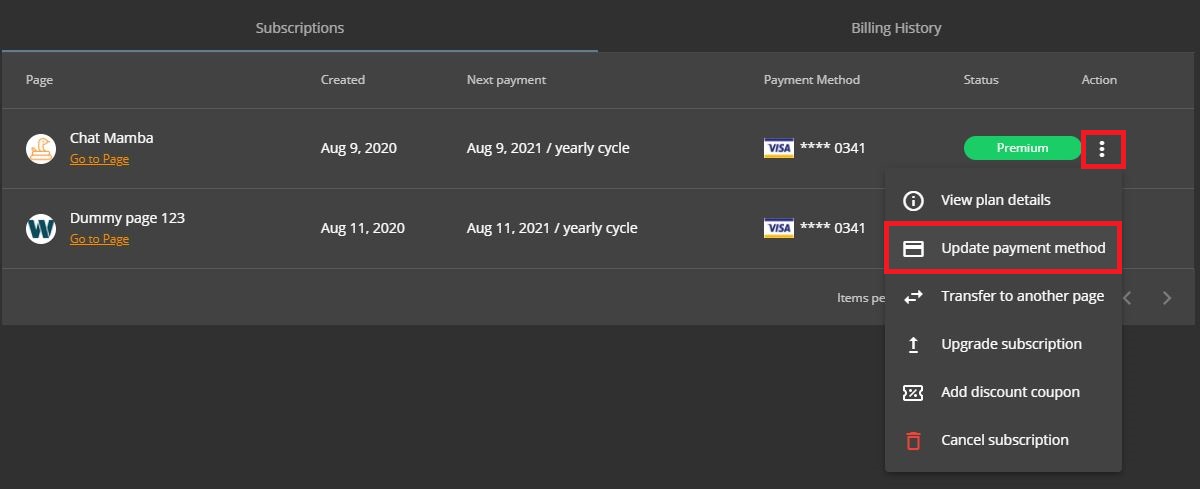 Subscriptions Billing History
Page Created Next payment Payment Method Status Action
Chat Mamba
Go to Page
Aug 9, 2020 Aug 9, 2021 / yearly cycle VISA **** 0341 Premium
View plan details
Dummy page 123
Go to Page
W
Aug 11, 2020 Aug 11, 2021 / yearly cycle VISA **** 0341
Update payment method
Items pe
Transfer to another page
Upgrade subscription
Add discount coupon
Cancel subscription